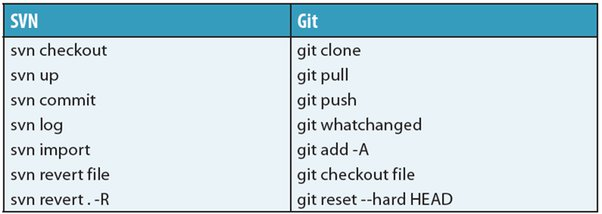 SVN Git
svn checkout git clone
svn up git pull
svn commit git push
svn log git whatchanged
svn import git add -A
svn revert file git checkout file
svn revert . -R git reset --hard HEAD